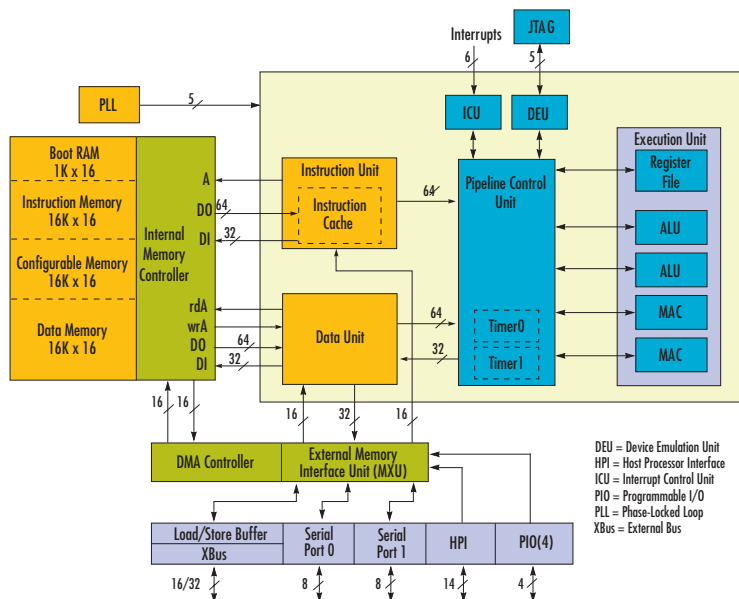 JTAG
Interrupts
6
5
PLL
5
ICU
DEU
Execution Unit
Boot RAM
1K x 16
Instruction Memory
16K x 16
Configurable Memory
16K x 16
Data Memory
16K x 16
Internal
Memory
Controller
A
DO
64
DI
32
rdA
wrA
DO
64
DI
32
Instruction Unit
Instruction
Cache
64
Pipeline Control
Unit
Register
File
ALU
ALU
MAC
MAC
Data Unit
64
32
Timer0
Timer1
16
16
16
32
16
DMA Controller
External Memory
Interface Unit (MXU)
DEU = Device Emulation Unit
HPI = Host Processor Interface
ICU = Interrupt Control Unit
PIO = Programmable I/O
PLL = Phase-Locked Loop
XBus = External Bus
Load/Store Buffer
XBus
Serial
Port 0
Serial
Port 1
HPI
PIO(4)
16/32
8
8
14
4